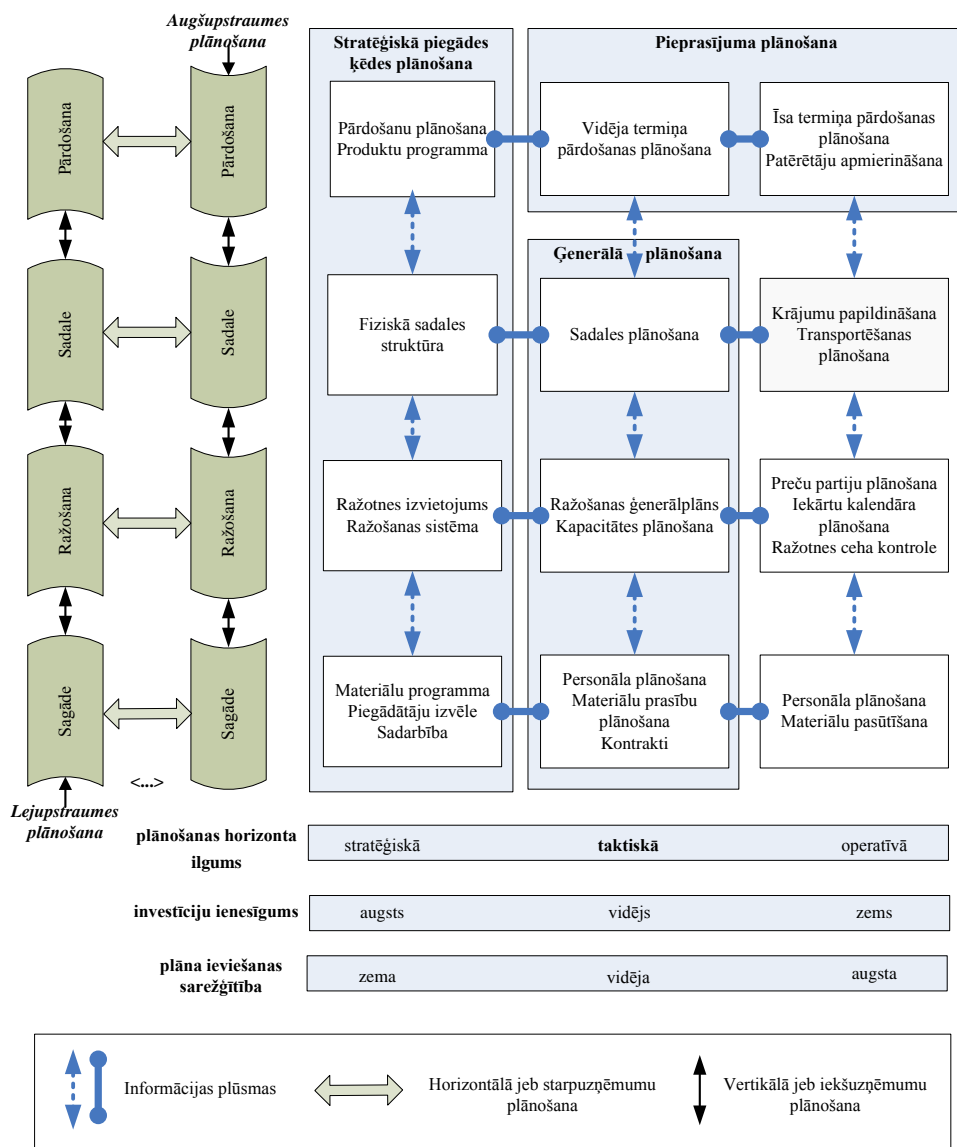 Augšupstraumes
plānošana
Pārdošana
Pārdošana
Sadale
Sadale
Ražošana
Ražošana
Sagāde
Sagāde
<...>
Lejupstraumes
plānošana
Stratēģiskā piegādes
ķēdes plānošana
Pieprasījuma plānošana
Pārdošanu plānošana
Produktu programma
Vidēja termiņa
pārdošanas plānošana
Īsa termiņa pārdošanas
plānošana
Patērētāju apmierināšana
Ģenerālā plānošana
Fiziskā sadales
struktūra
Sadales plānošana
Krājumu papildināšana
Transportēšanas
plānošana
Ražotnes izvietojums
Ražošanas sistēma
Ražošanas ģenerālplāns
Kapacitātes plānošana
Preču partiju plānošana
Iekārtu kalendāra
plānošana
Ražotnes ceha kontrole
Materiālu programma
Piegādātāju izvēle
Sadarbība
Personāla plānošana
Materiālu prasību
plānošana
Kontrakti
Personāla plānošana
Materiālu pasūtīšana
plānošanas horizonta
ilgums
stratēģiskā
taktiskā
operatīvā
investīciju ienesīgums
augsts
vidējs
zems
plāna ieviešanas
sarežģītība
zema
vidēja
augsta
Informācijas plūsmas
Horizontālā jeb starpuzņēmumu
plānošana
Vertikālā jeb iekšuzņēmumu
plānošana